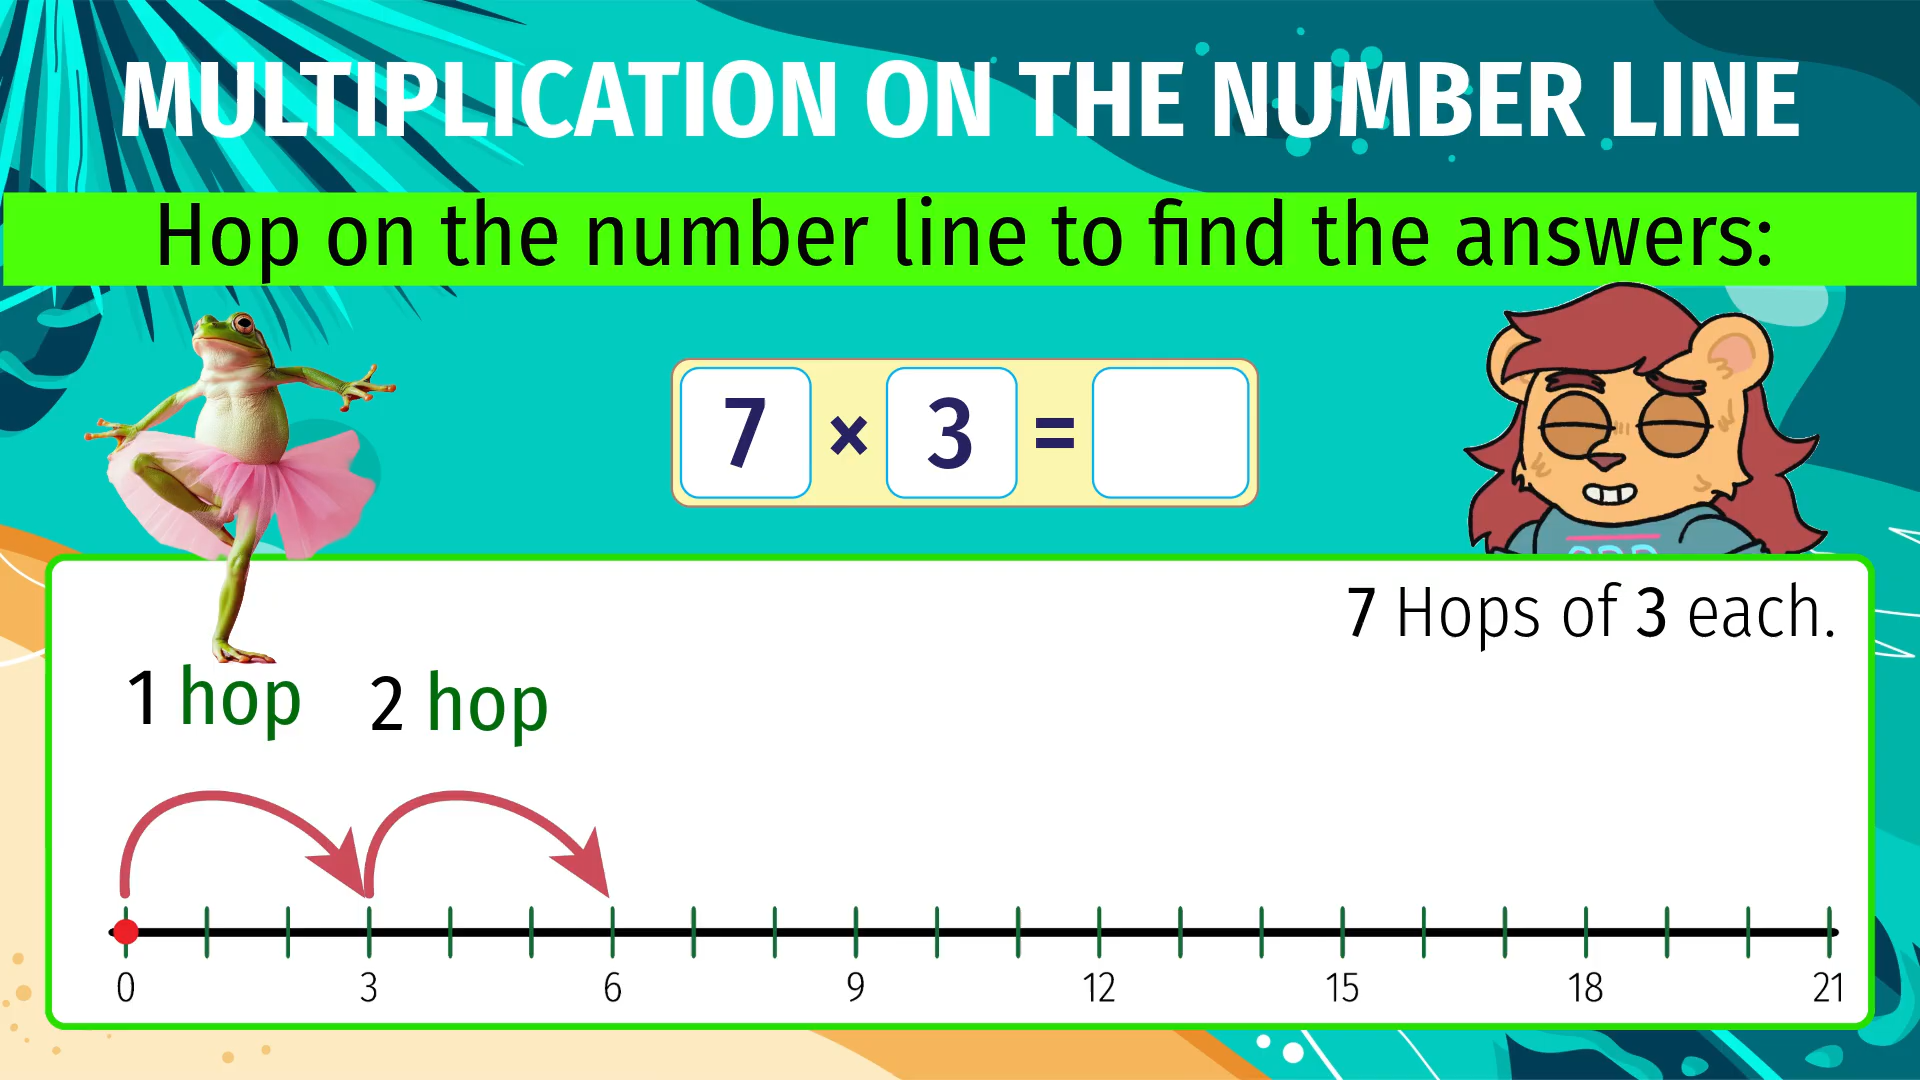 MULTIPLICATION ON THE NUMBER LINE
Hop on the number line to find the answers:
7 × 3 =
7 Hops of 3 each.
1 hop 2 hop
0 3 6 9 12 15 18 21